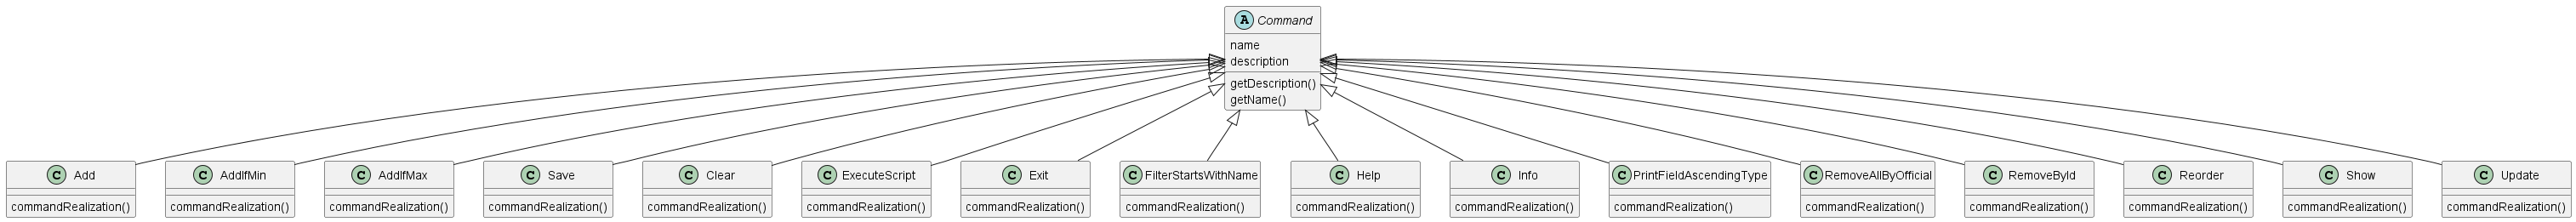 A Command
name
description
getDescription()
getName()
C Add
commandRealization()
C AddIfMin
commandRealization()
C AddIfMax
commandRealization()
C Save
commandRealization()
C Clear
commandRealization()
C ExecuteScript
commandRealization()
C Exit
commandRealization()
C FilterStartsWithName
commandRealization()
C Help
commandRealization()
C Info
commandRealization()
C PrintFieldAscendingType
commandRealization()
C RemoveAllByOfficial
commandRealization()
C RemoveById
commandRealization()
C Reorder
commandRealization()
C Show
commandRealization()
C Update
commandRealization()